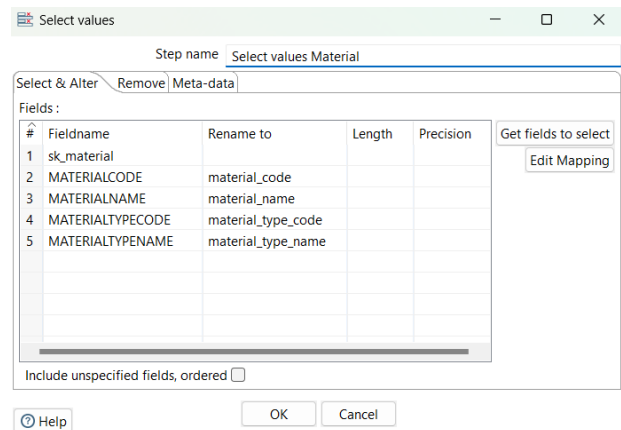 Select values
Step name Select values Material
Select & Alter Remove Meta-data
Fields :
# Fieldname Rename to Length Precision Get fields to select
1 sk_material Edit Mapping
2 MATERIALCODE material_code
3 MATERIALNAME material_name
4 MATERIALTYPECODE material_type_code
5 MATERIALTYPENAME material_type_name
Include unspecified fields, ordered
Help OK Cancel